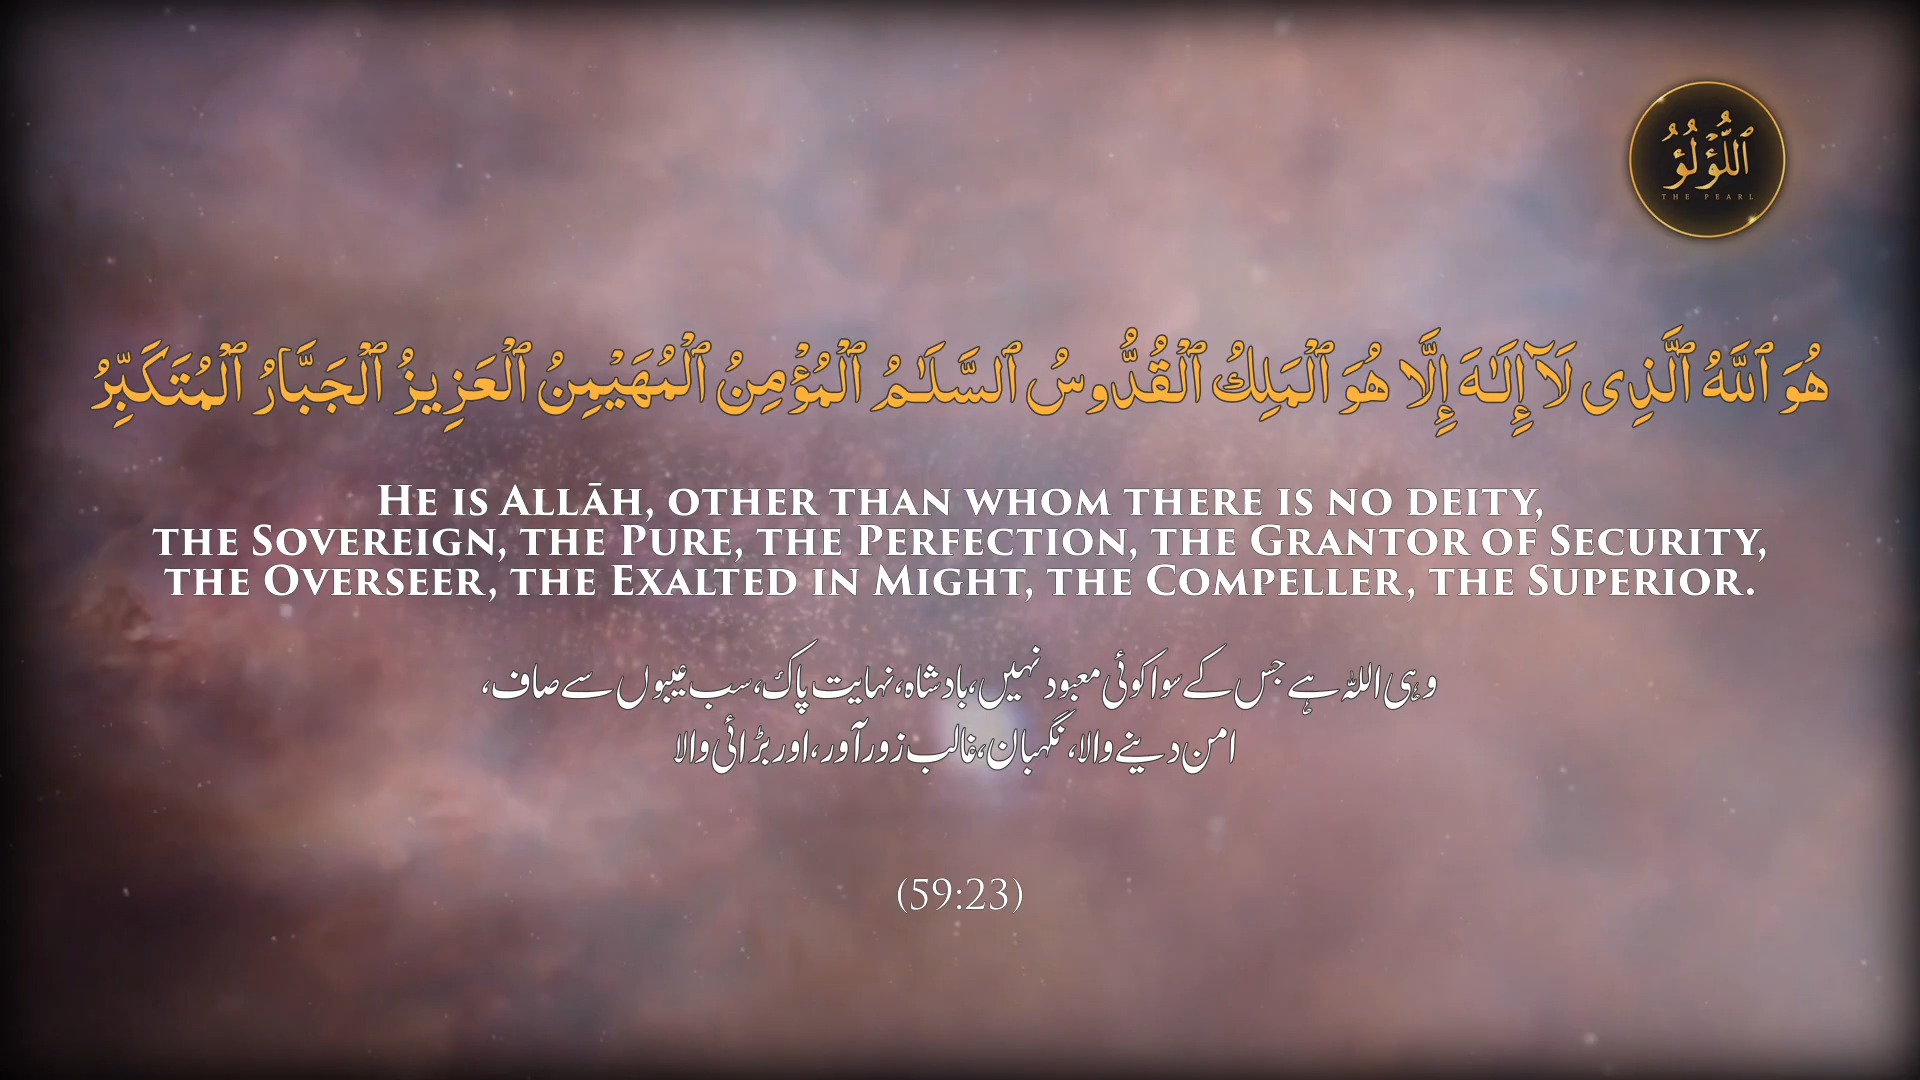 ٱللُّؤْلُؤُ
THE PEARL
هُوَ ٱللَّهُ ٱلَّذِى لَآ إِلَـٰهَ إِلَّا هُوَ ٱلْمَلِكُ ٱلْقُدُّوسُ ٱلسَّلَـٰمُ ٱلْمُؤْمِنُ ٱلْمُهَيْمِنُ ٱلْعَزِيزُ ٱلْجَبَّارُ ٱلْمُتَكَبِّرُ
He is Allāh, other than whom there is no deity,
the Sovereign, the Pure, the Perfection, the Grantor of Security,
the Overseer, the Exalted in Might, the Compeller, the Superior.
وہی اللہ ہے جس کے سوا کوئی معبود نہیں، بادشاہ، نہایت پاک، سب عیبوں سے صاف،
امن دینے والا، نگہبان، غالب زورآور، اور بڑائی والا
(59:23)